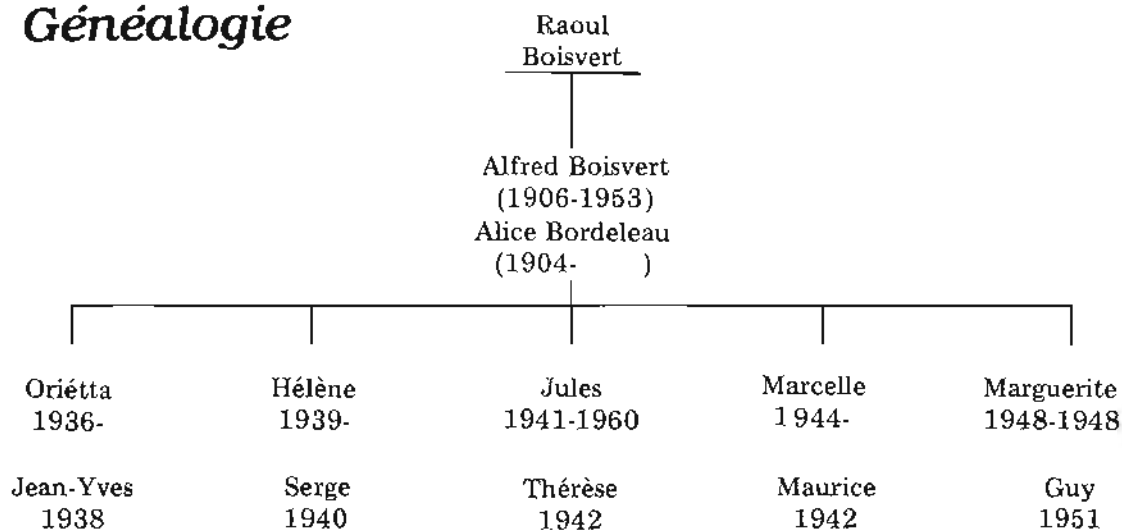 Généalogie
Raoul
Boisvert
Alfred Boisvert
(1906-1953)
Alice Bordeleau
(1904- )
Oriétta
1936-
Hélène
1939-
Jules
1941-1960
Marcelle
1944-
Marguerite
1948-1948
Jean-Yves
1938
Serge
1940
Thérèse
1942
Maurice
1942
Guy
1951